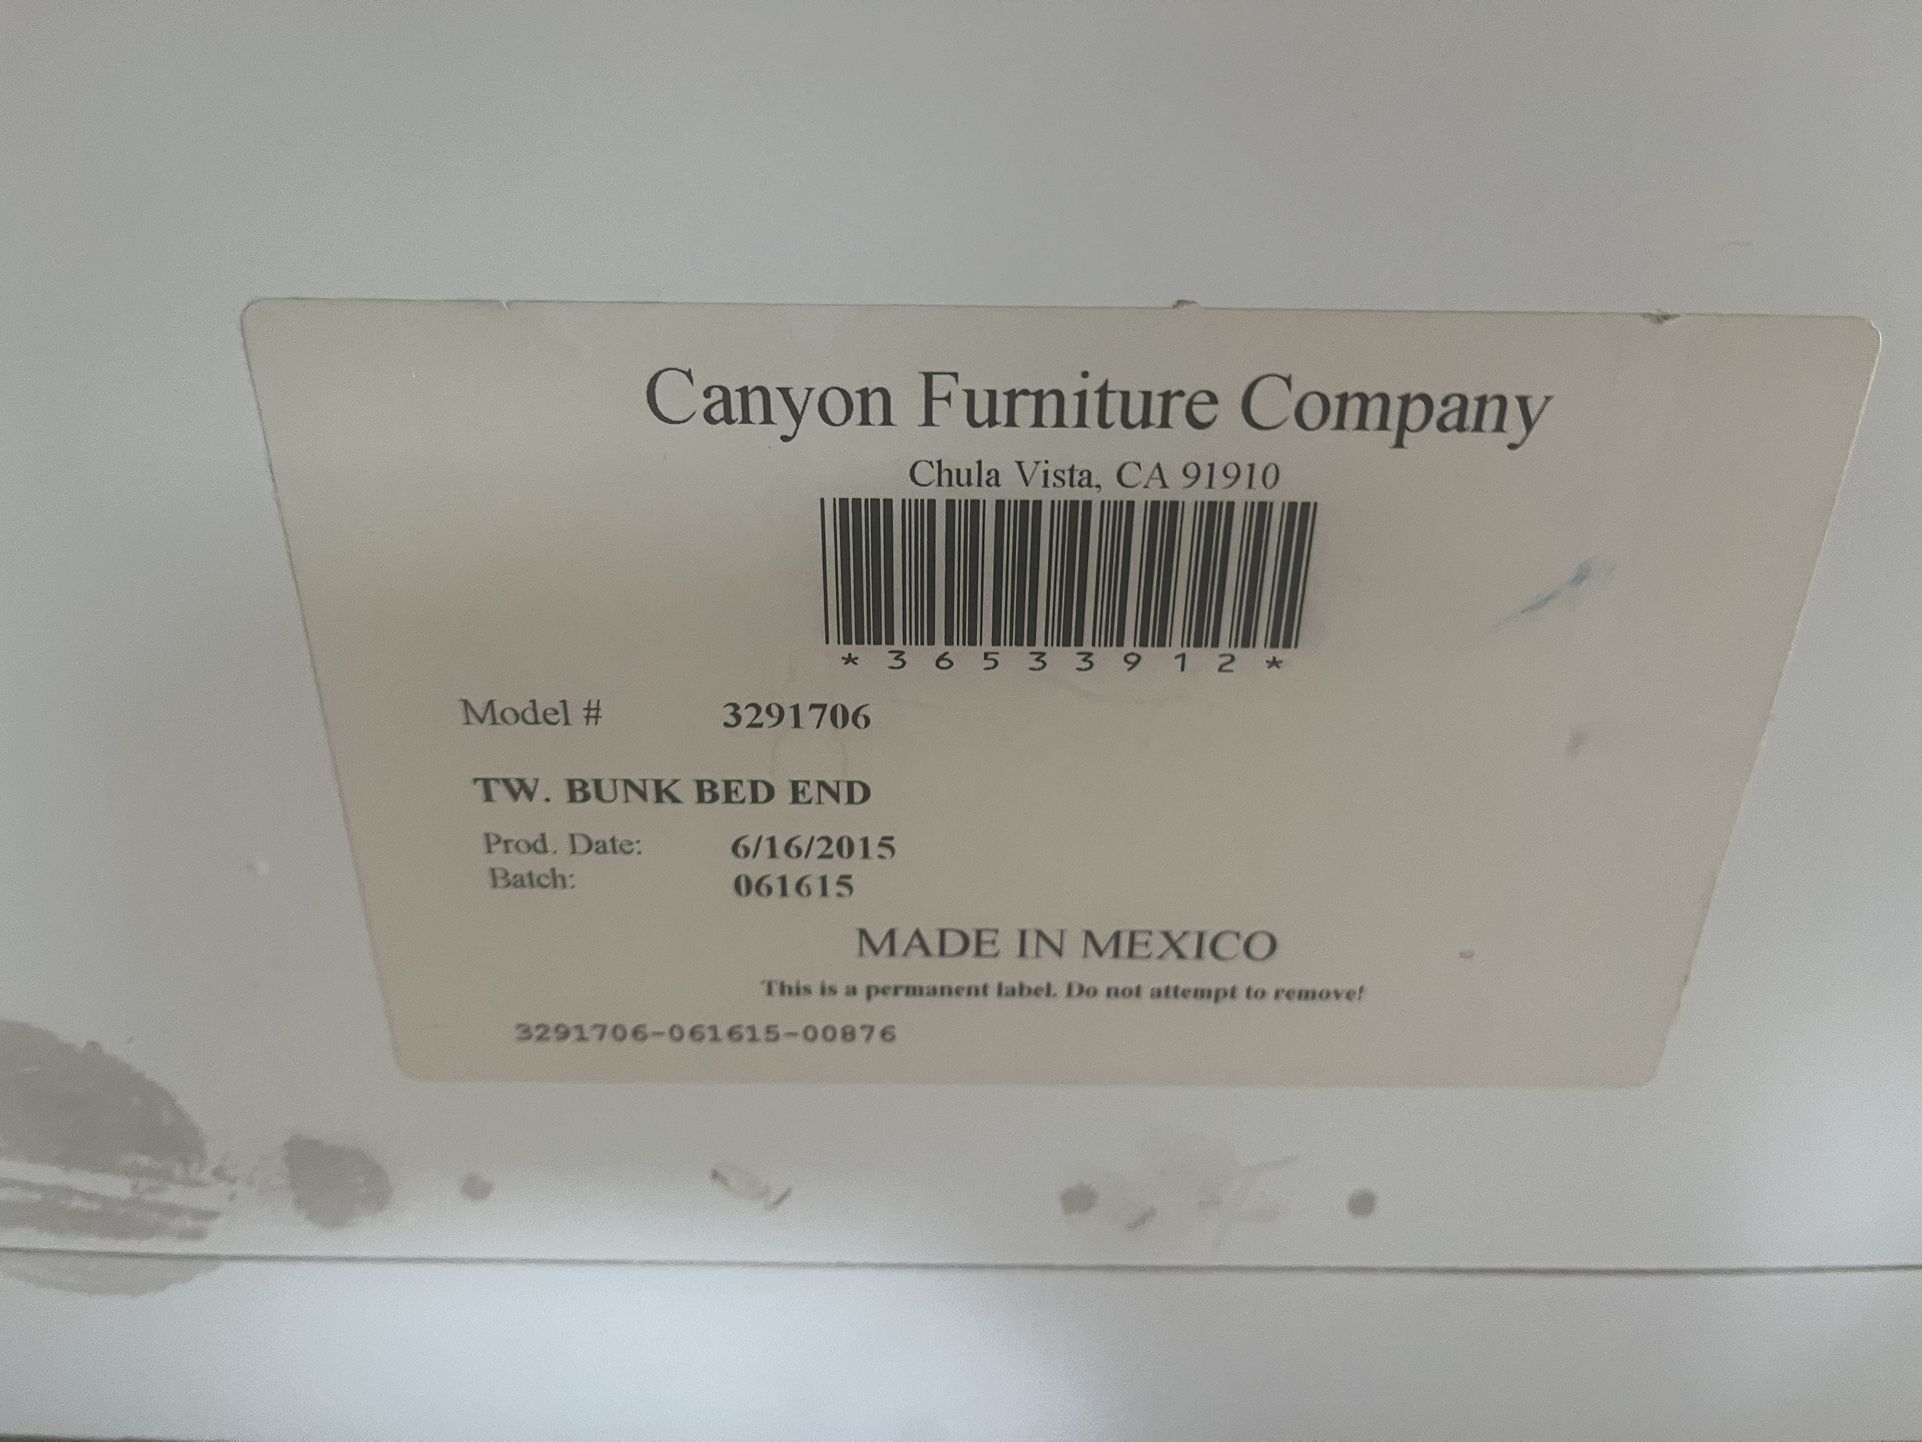 Canyon Furniture Company
Chula Vista, CA 91910
*36533912*
Model # 3291706
TW. BUNK BED END
Prod. Date: 6/16/2015
Batch: 061615
MADE IN MEXICO
This is a permanent label. Do not attempt to remove!
3291706-061615-00876